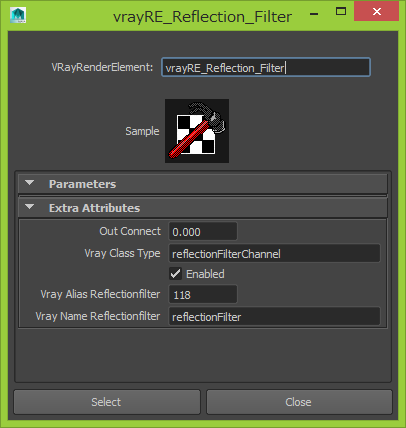 vrayRE_Reflection_Filter
VRayRenderElement: vrayRE_Reflection_Filter
Sample
Parameters
Extra Attributes
Out Connect 0.000
Vray Class Type reflectionFilterChannel
Enabled
Vray Alias Reflectionfilter 118
Vray Name Reflectionfilter reflectionFilter
Select Close